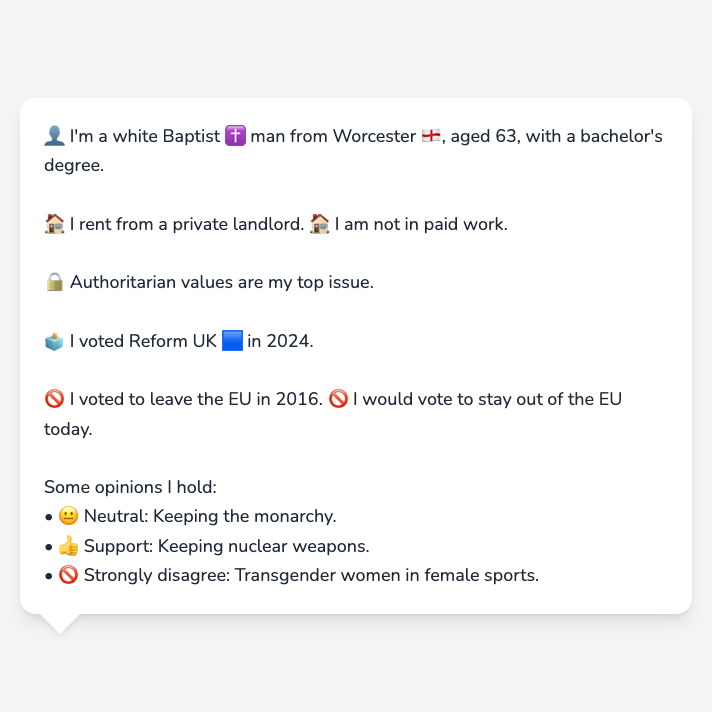 👤 I'm a white Baptist ✝️ man from Worcester 🏴󠁧󠁢󠁥󠁮󠁧󠁿, aged 63, with a bachelor's
degree.
🏠 I rent from a private landlord. 🏠 I am not in paid work.
🔒 Authoritarian values are my top issue.
🗳️ I voted Reform UK 🟦 in 2024.
🚫 I voted to leave the EU in 2016. 🚫 I would vote to stay out of the EU
today.
Some opinions I hold:
• 😐 Neutral: Keeping the monarchy.
• 👍 Support: Keeping nuclear weapons.
• 🚫 Strongly disagree: Transgender women in female sports.